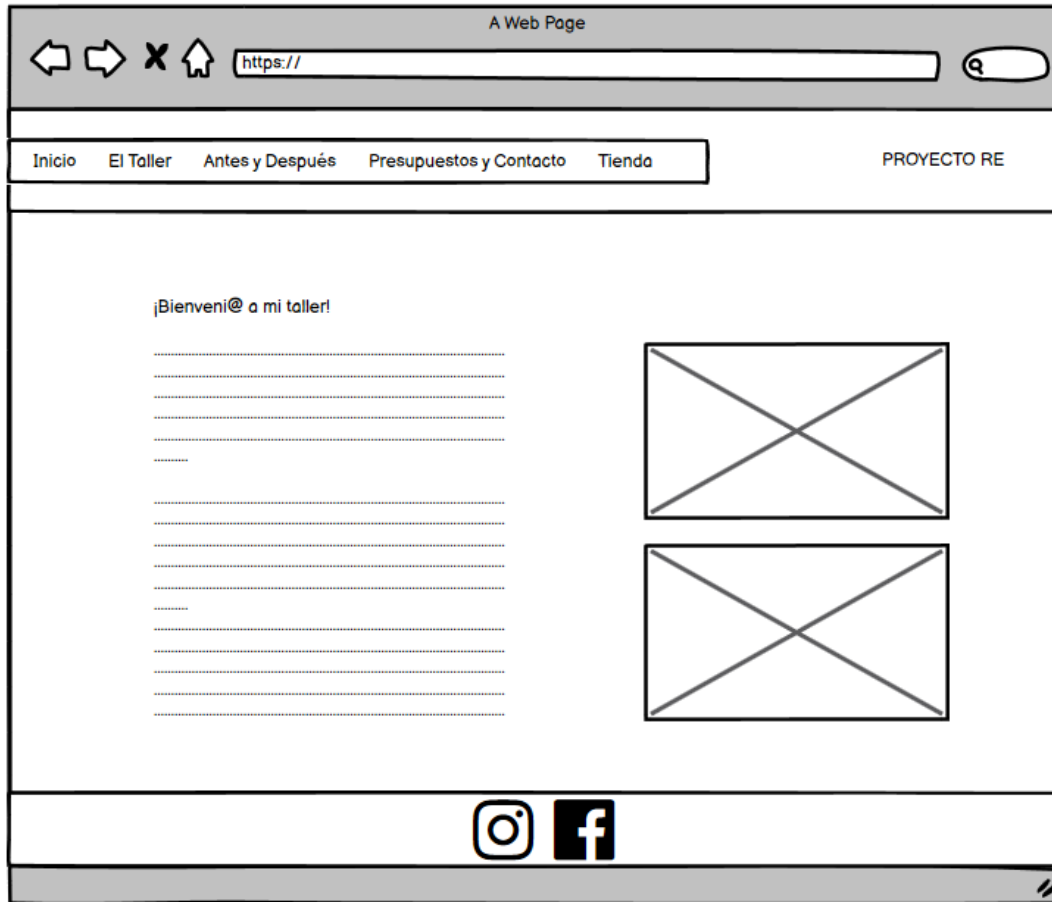 A Web Page
https://
Inicio El Taller Antes y Después Presupuestos y Contacto Tienda PROYECTO RE
¡Bienveni@ a mi taller!